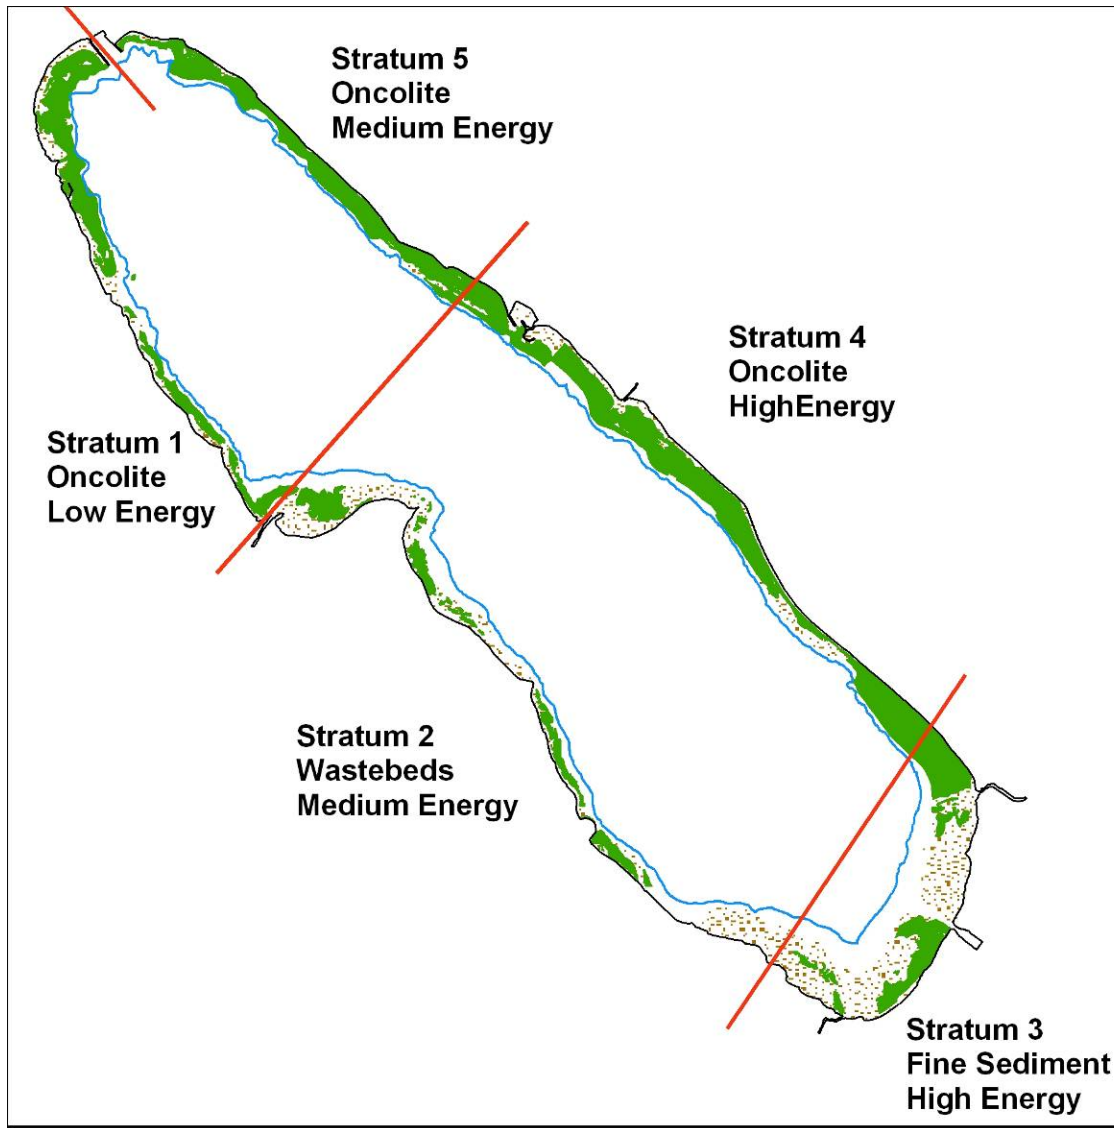 Stratum 5
Oncolite
Medium Energy
Stratum 4
Oncolite
HighEnergy
Stratum 1
Oncolite
Low Energy
Stratum 2
Wastebeds
Medium Energy
Stratum 3
Fine Sediment
High Energy